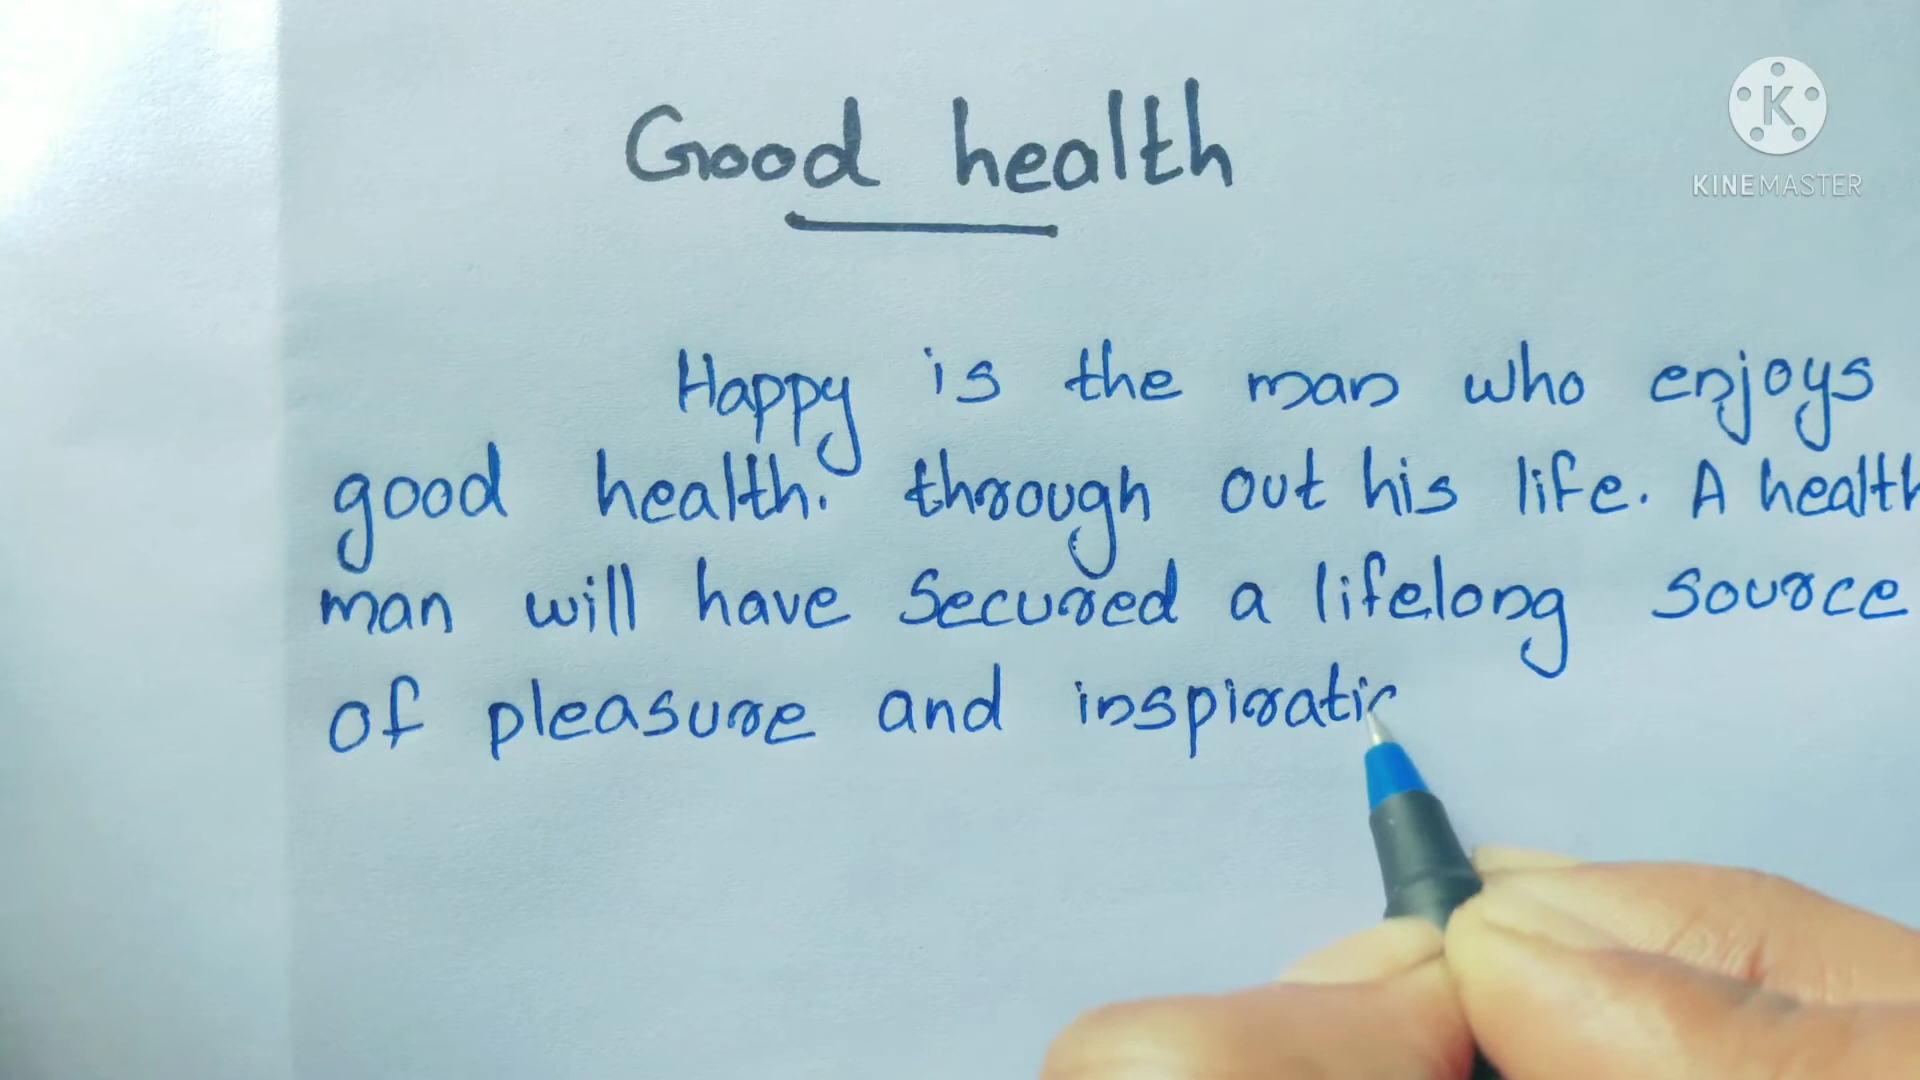 Good health
KINEMASTER
Happy is the man who enjoys
good health. through out his life. A health
man will have secured a lifelong source
of pleasure and inspiratio